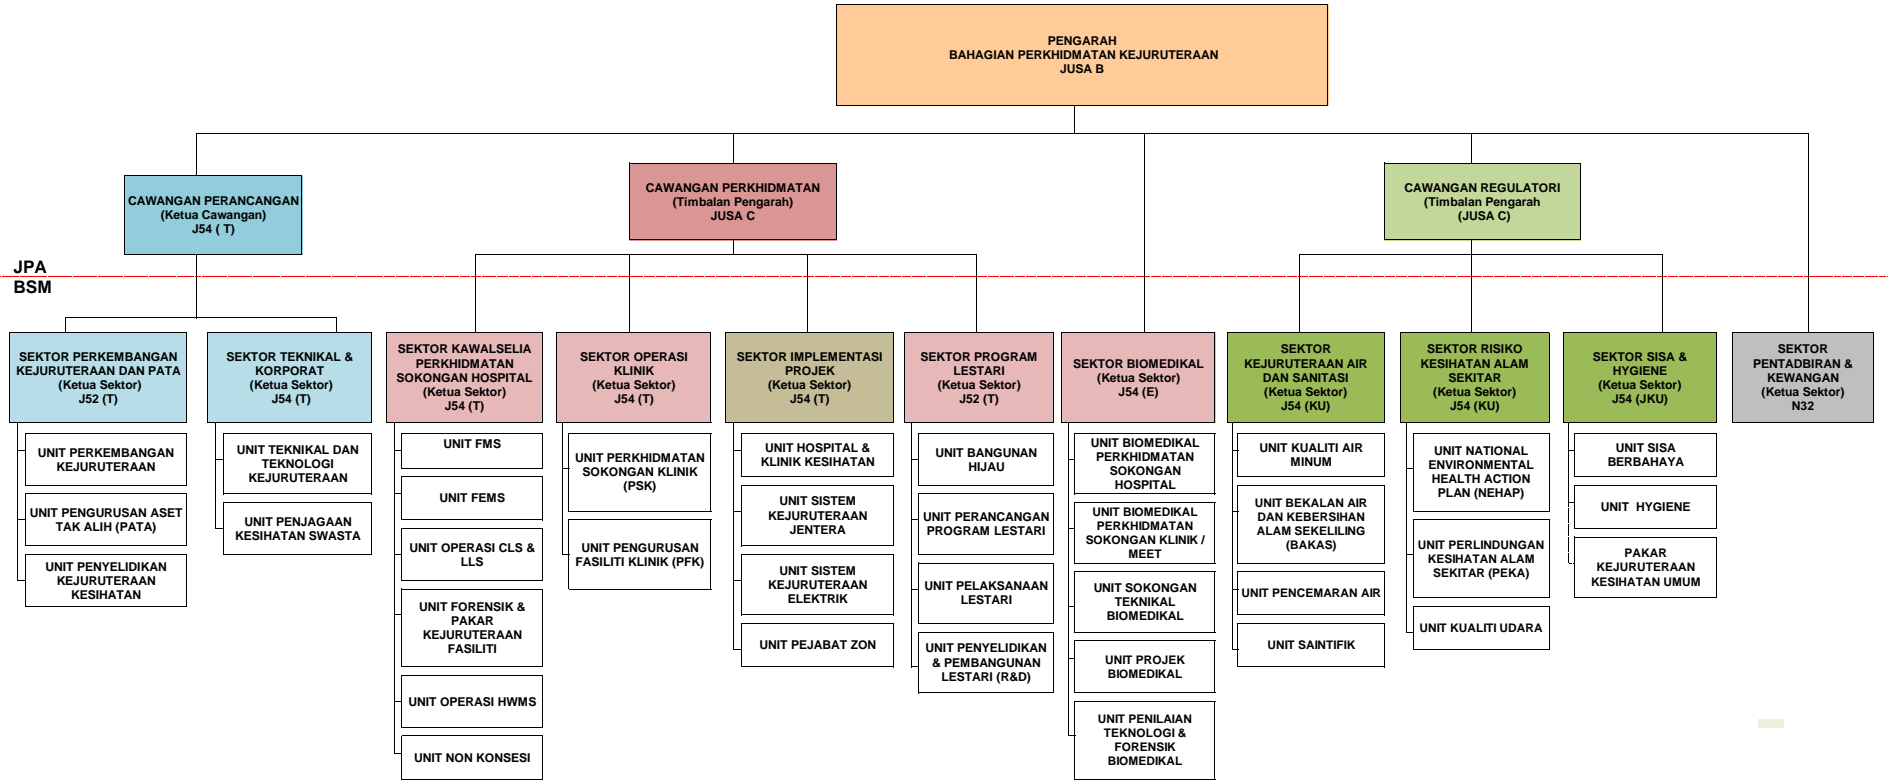 PENGARAH
BAHAGIAN PERKHIDMATAN KEJURUTERAAN
JUSA B
CAWANGAN PERANCANGAN
(Ketua Cawangan)
J54 ( T)
CAWANGAN PERKHIDMATAN
(Timbalan Pengarah)
JUSA C
CAWANGAN REGULATORI
(Timbalan Pengarah
(JUSA C)
JPA
BSM
SEKTOR PERKEMBANGAN
KEJURUTERAAN DAN PATA
(Ketua Sektor)
J52 (T)
UNIT PERKEMBANGAN
KEJURUTERAAN
UNIT PENGURUSAN ASET
TAK ALIH (PATA)
UNIT PENYELIDIKAN
KEJURUTERAAN
KESIHATAN
SEKTOR TEKNIKAL &
KORPORAT
(Ketua Sektor)
J54 (T)
UNIT TEKNIKAL DAN
TEKNOLOGI
KEJURUTERAAN
UNIT PENJAGAAN
KESIHATAN SWASTA
SEKTOR KAWALSELIA
PERKHIDMATAN
SOKONGAN HOSPITAL
(Ketua Sektor)
J54 (T)
UNIT FMS
UNIT FEMS
UNIT OPERASI CLS &
LLS
UNIT FORENSIK &
PAKAR
KEJURUTERAAN
FASILITI
UNIT OPERASI HWMS
UNIT NON KONSESI
SEKTOR OPERASI
KLINIK
(Ketua Sektor)
J54 (T)
UNIT PERKHIDMATAN
SOKONGAN KLINIK
(PSK)
UNIT PENGURUSAN
FASILITI KLINIK (PFK)
SEKTOR IMPLEMENTASI
PROJEK
(Ketua Sektor)
J54 (T)
UNIT HOSPITAL &
KLINIK KESIHATAN
UNIT SISTEM
KEJURUTERAAN
JENTERA
UNIT SISTEM
KEJURUTERAAN
ELEKTRIK
UNIT PEJABAT ZON
SEKTOR PROGRAM
LESTARI
(Ketua Sektor)
J52 (T)
UNIT BANGUNAN
HIJAU
UNIT PERANCANGAN
PROGRAM LESTARI
UNIT PELAKSANAAN
LESTARI
UNIT PENYELIDIKAN
& PEMBANGUNAN
LESTARI (R&D)
SEKTOR BIOMEDIKAL
(Ketua Sektor)
J54 (E)
UNIT BIOMEDIKAL
PERKHIDMATAN
SOKONGAN
HOSPITAL
UNIT BIOMEDIKAL
PERKHIDMATAN
SOKONGAN KLINIK /
MEET
UNIT SOKONGAN
TEKNIKAL
BIOMEDIKAL
UNIT PROJEK
BIOMEDIKAL
UNIT PENILAIAN
TEKNOLOGI &
FORENSIK
BIOMEDIKAL
SEKTOR
KEJURUTERAAN AIR
DAN SANITASI
(Ketua Sektor)
J54 (KU)
UNIT KUALITI AIR
MINUM
UNIT BEKALAN AIR
DAN KEBERSIHAN
ALAM SEKELILING
(BAKAS)
UNIT PENCEMARAN AIR
UNIT SAINTIFIK
SEKTOR RISIKO
KESIHATAN ALAM
SEKITAR
(Ketua Sektor)
J54 (KU)
UNIT NATIONAL
ENVIRONMENTAL
HEALTH ACTION
PLAN (NEHAP)
UNIT PERLINDUNGAN
KESIHATAN ALAM
SEKITAR (PEKA)
UNIT KUALITI UDARA
SEKTOR SISA &
HYGIENE
(Ketua Sektor)
J54 (JKU)
UNIT SISA
BERBAHAYA
UNIT HYGIENE
PAKAR
KEJURUTERAAN
KESIHATAN UMUM
SEKTOR
PENTADBIRAN &
KEWANGAN
(Ketua Sektor)
N32